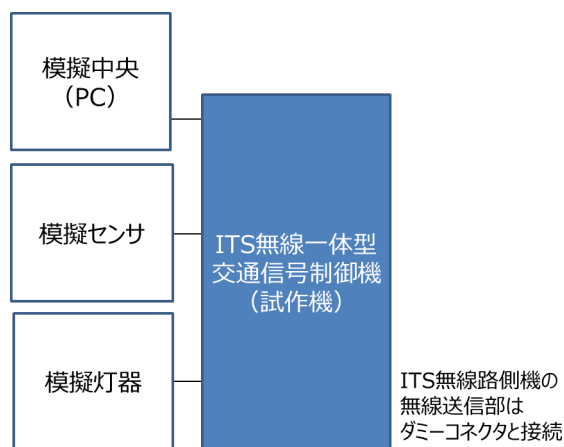 模擬中央
（PC）
模擬センサ
模擬灯器
ITS無線一体型
交通信号制御機
（試作機）
ITS無線路側機の
無線送信部は
ダミーコネクタと接続